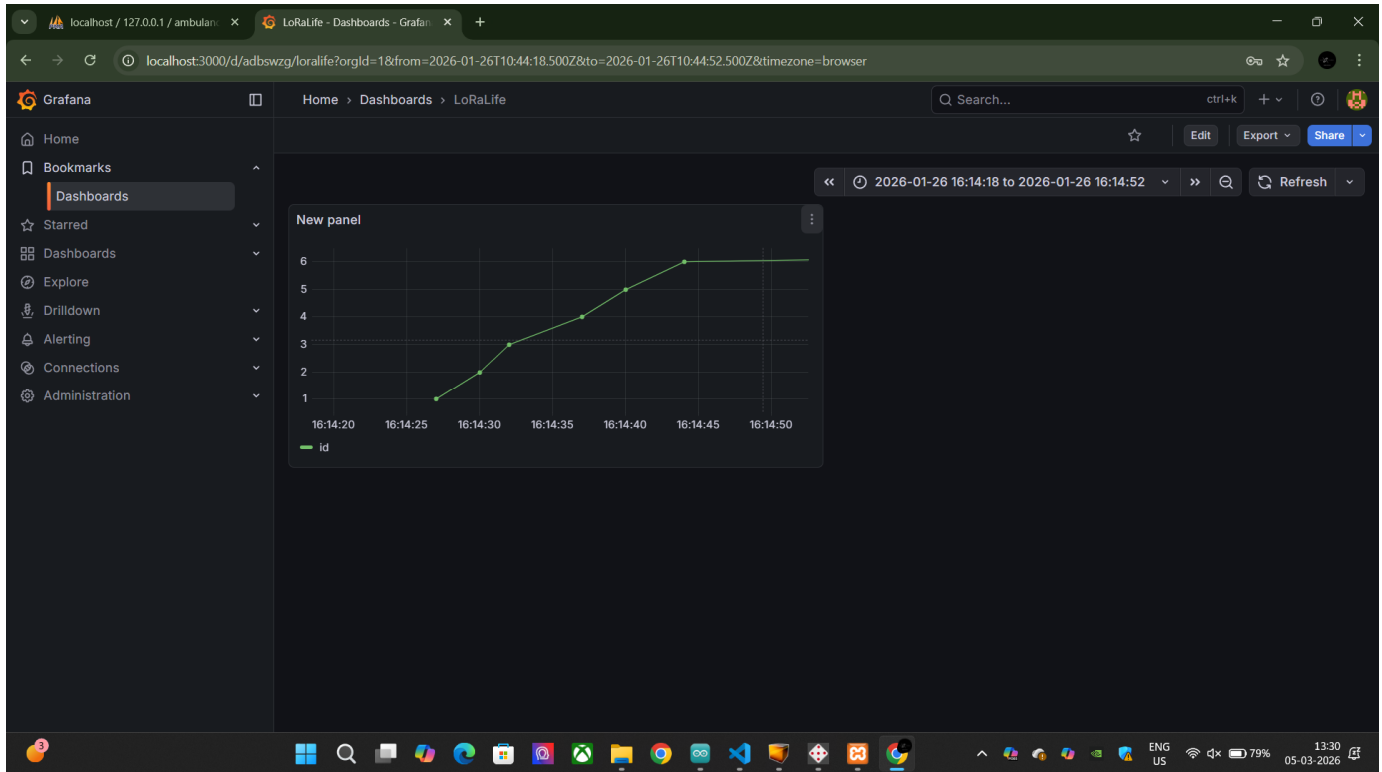 localhost / 127.0.0.1 / ambulanc
LoRaLife - Dashboards - Grafan
localhost:3000/d/adbswzg/loralife?orgId=1&from=2026-01-26T10:44:18.500Z&to=2026-01-26T10:44:52.500Z&timezone=browser
Grafana
Home › Dashboards › LoRaLife
Search...
ctrl+k
Home
Bookmarks
Dashboards
Starred
Dashboards
Explore
Drilldown
Alerting
Connections
Administration
Edit
Export
Share
2026-01-26 16:14:18 to 2026-01-26 16:14:52
Refresh
New panel
6
5
4
3
2
1
16:14:20 16:14:25 16:14:30 16:14:35 16:14:40 16:14:45 16:14:50
id
3
ENG
US
79%
13:30
05-03-2026